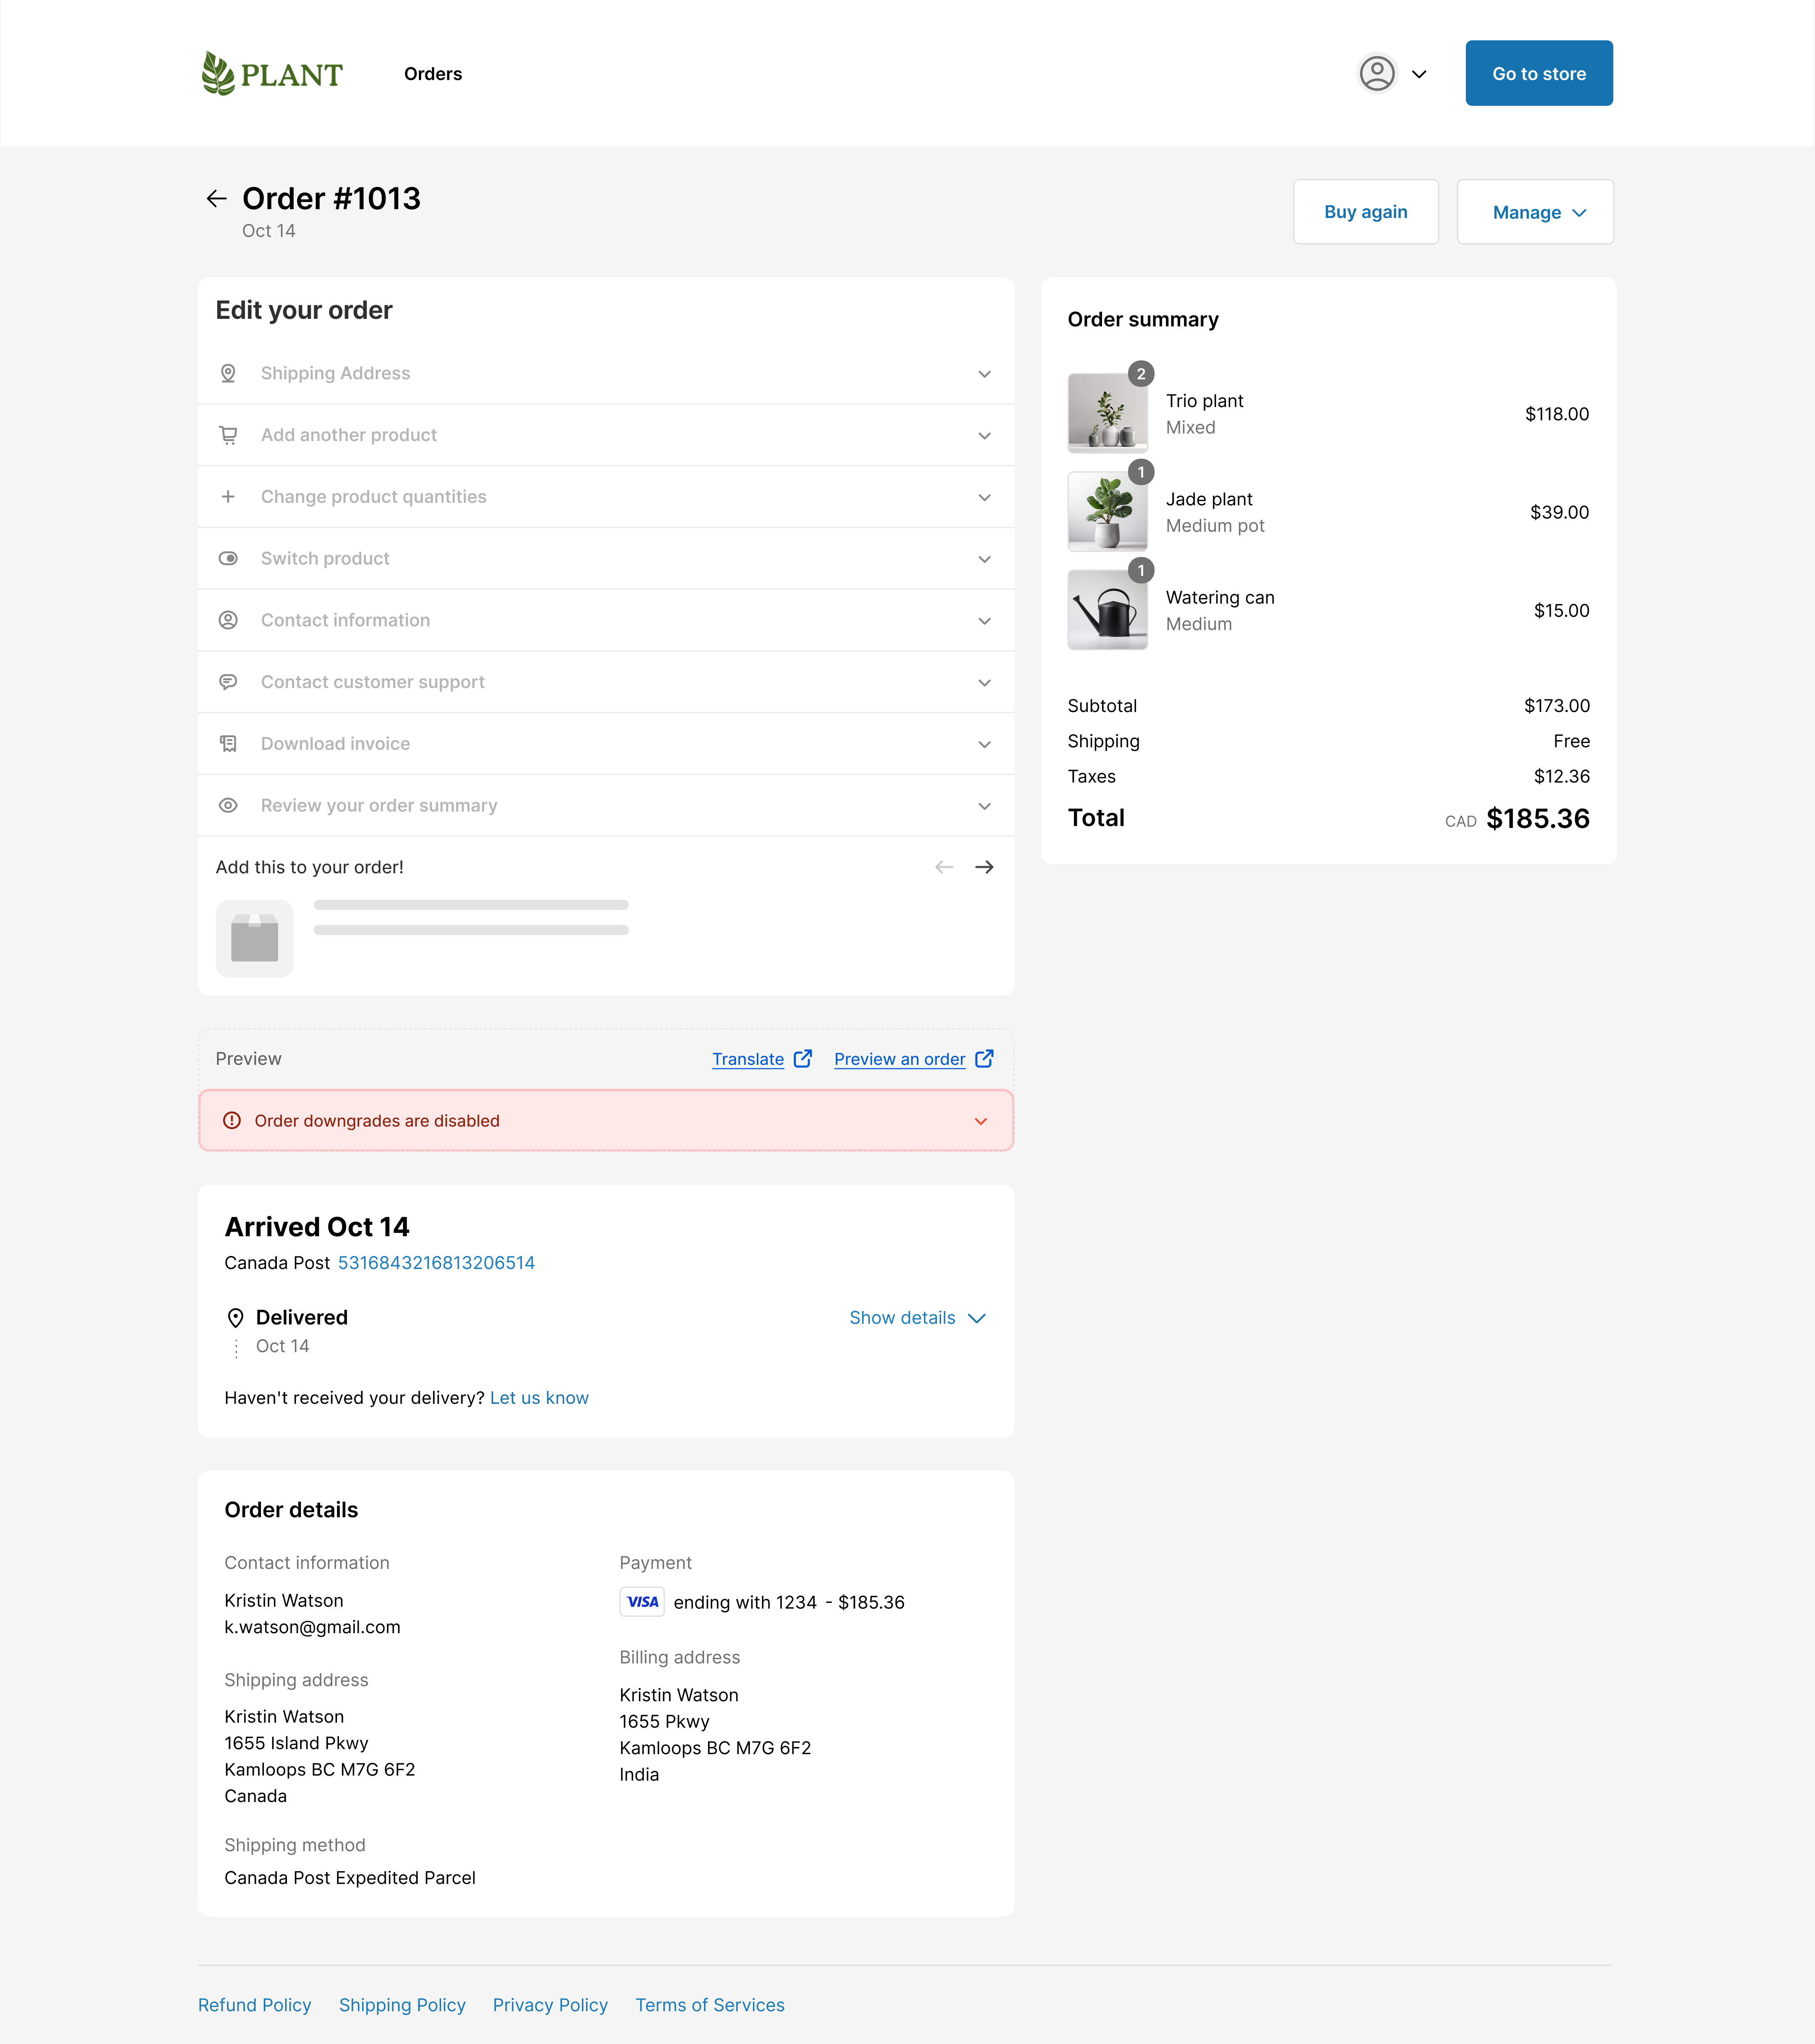 PLANT
Orders
Go to store
Order #1013
Oct 14
Buy again
Manage
Edit your order
Shipping Address
Add another product
Change product quantities
Switch product
Contact information
Contact customer support
Download invoice
Review your order summary
Add this to your order!
Order summary
2
Trio plant
Mixed
$118.00
1
Jade plant
Medium pot
$39.00
1
Watering can
Medium
$15.00
Subtotal $173.00
Shipping Free
Taxes $12.36
Total CAD $185.36
Preview
Translate
Preview an order
Order downgrades are disabled
Arrived Oct 14
Canada Post 5316843216813206514
Delivered
Show details
Oct 14
Haven't received your delivery? Let us know
Order details
Contact information
Kristin Watson
k.watson@gmail.com
Shipping address
Kristin Watson
1655 Island Pkwy
Kamloops BC M7G 6F2
Canada
Shipping method
Canada Post Expedited Parcel
Payment
VISA ending with 1234 - $185.36
Billing address
Kristin Watson
1655 Pkwy
Kamloops BC M7G 6F2
India
Refund Policy
Shipping Policy
Privacy Policy
Terms of Services